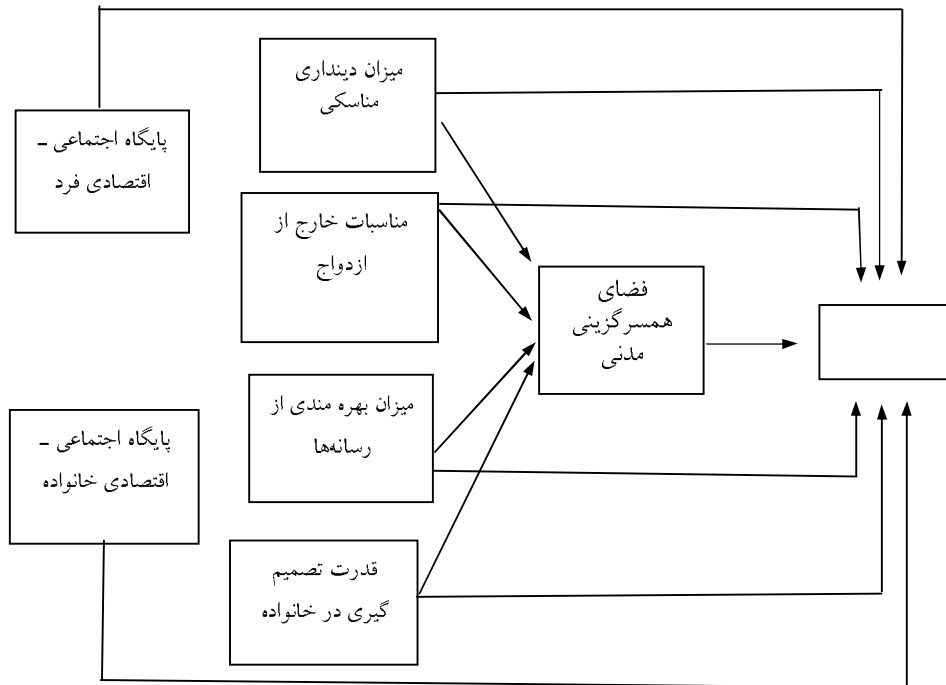 میزان دینداری
مناسکی
پایگاه اجتماعی –
اقتصادی فرد
مناسبات خارج از
ازدواج
فضای
همسرگزینی
مدنی
میزان بهره مندی از
رسانه‌ها
پایگاه اجتماعی –
اقتصادی خانواده
قدرت تصمیم
گیری در خانواده